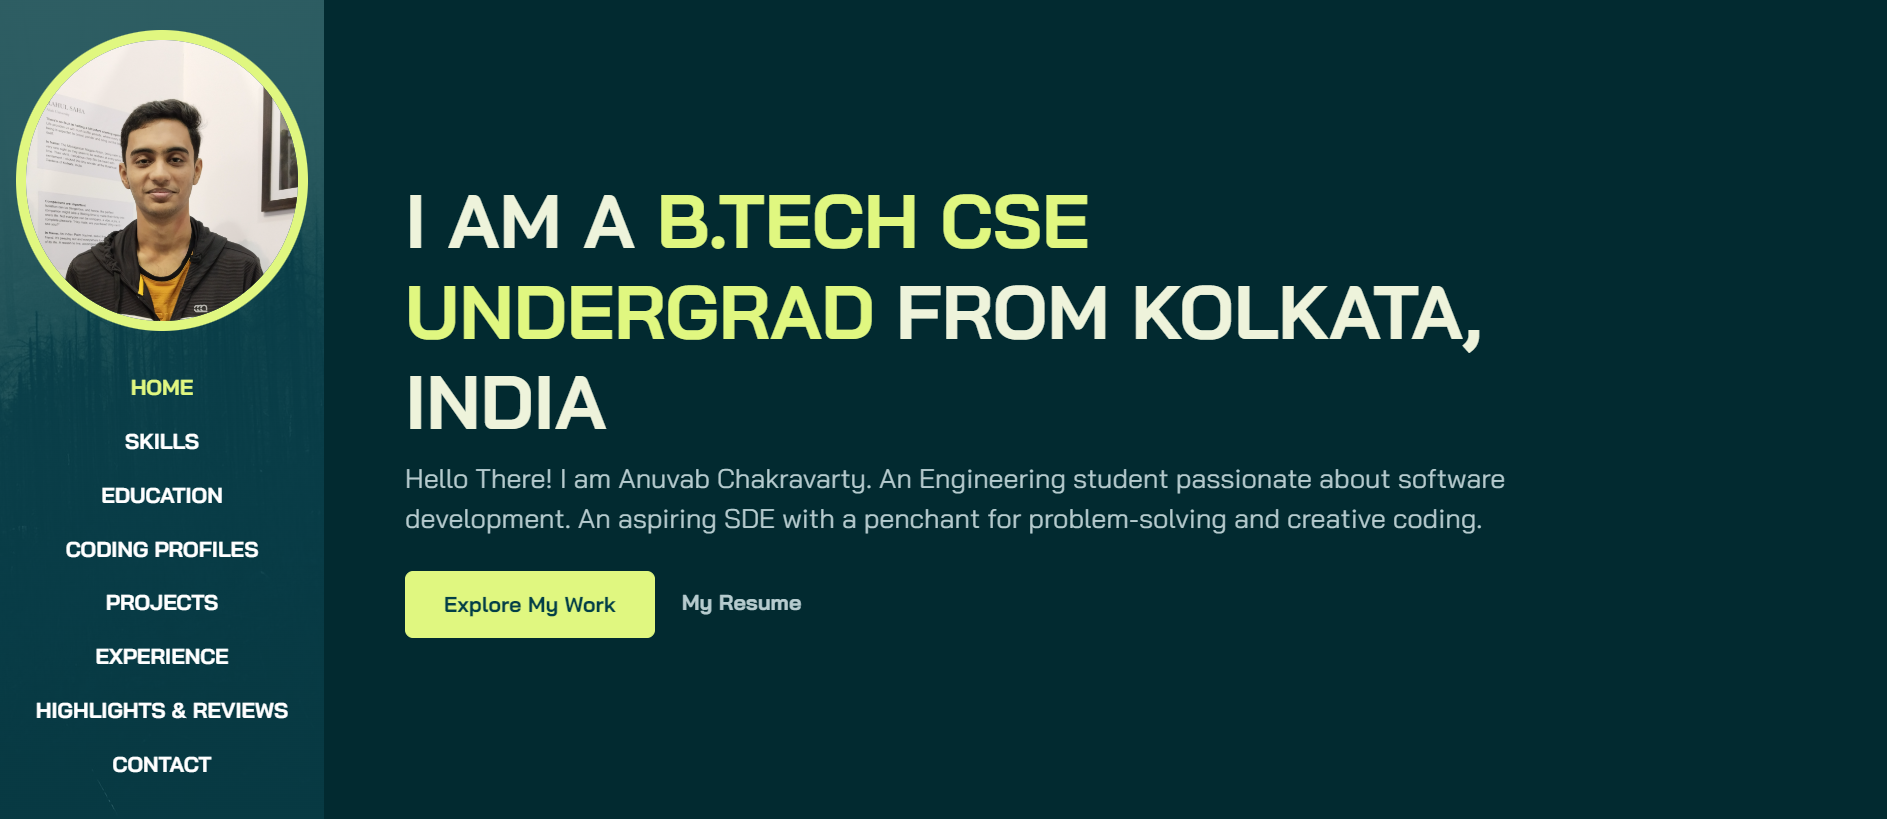 HOME
SKILLS
EDUCATION
CODING PROFILES
PROJECTS
EXPERIENCE
HIGHLIGHTS & REVIEWS
CONTACT
I AM A B.TECH CSE
UNDERGRAD FROM KOLKATA,
INDIA
Hello There! I am Anuvab Chakravarty. An Engineering student passionate about software
development. An aspiring SDE with a penchant for problem-solving and creative coding.
Explore My Work
My Resume